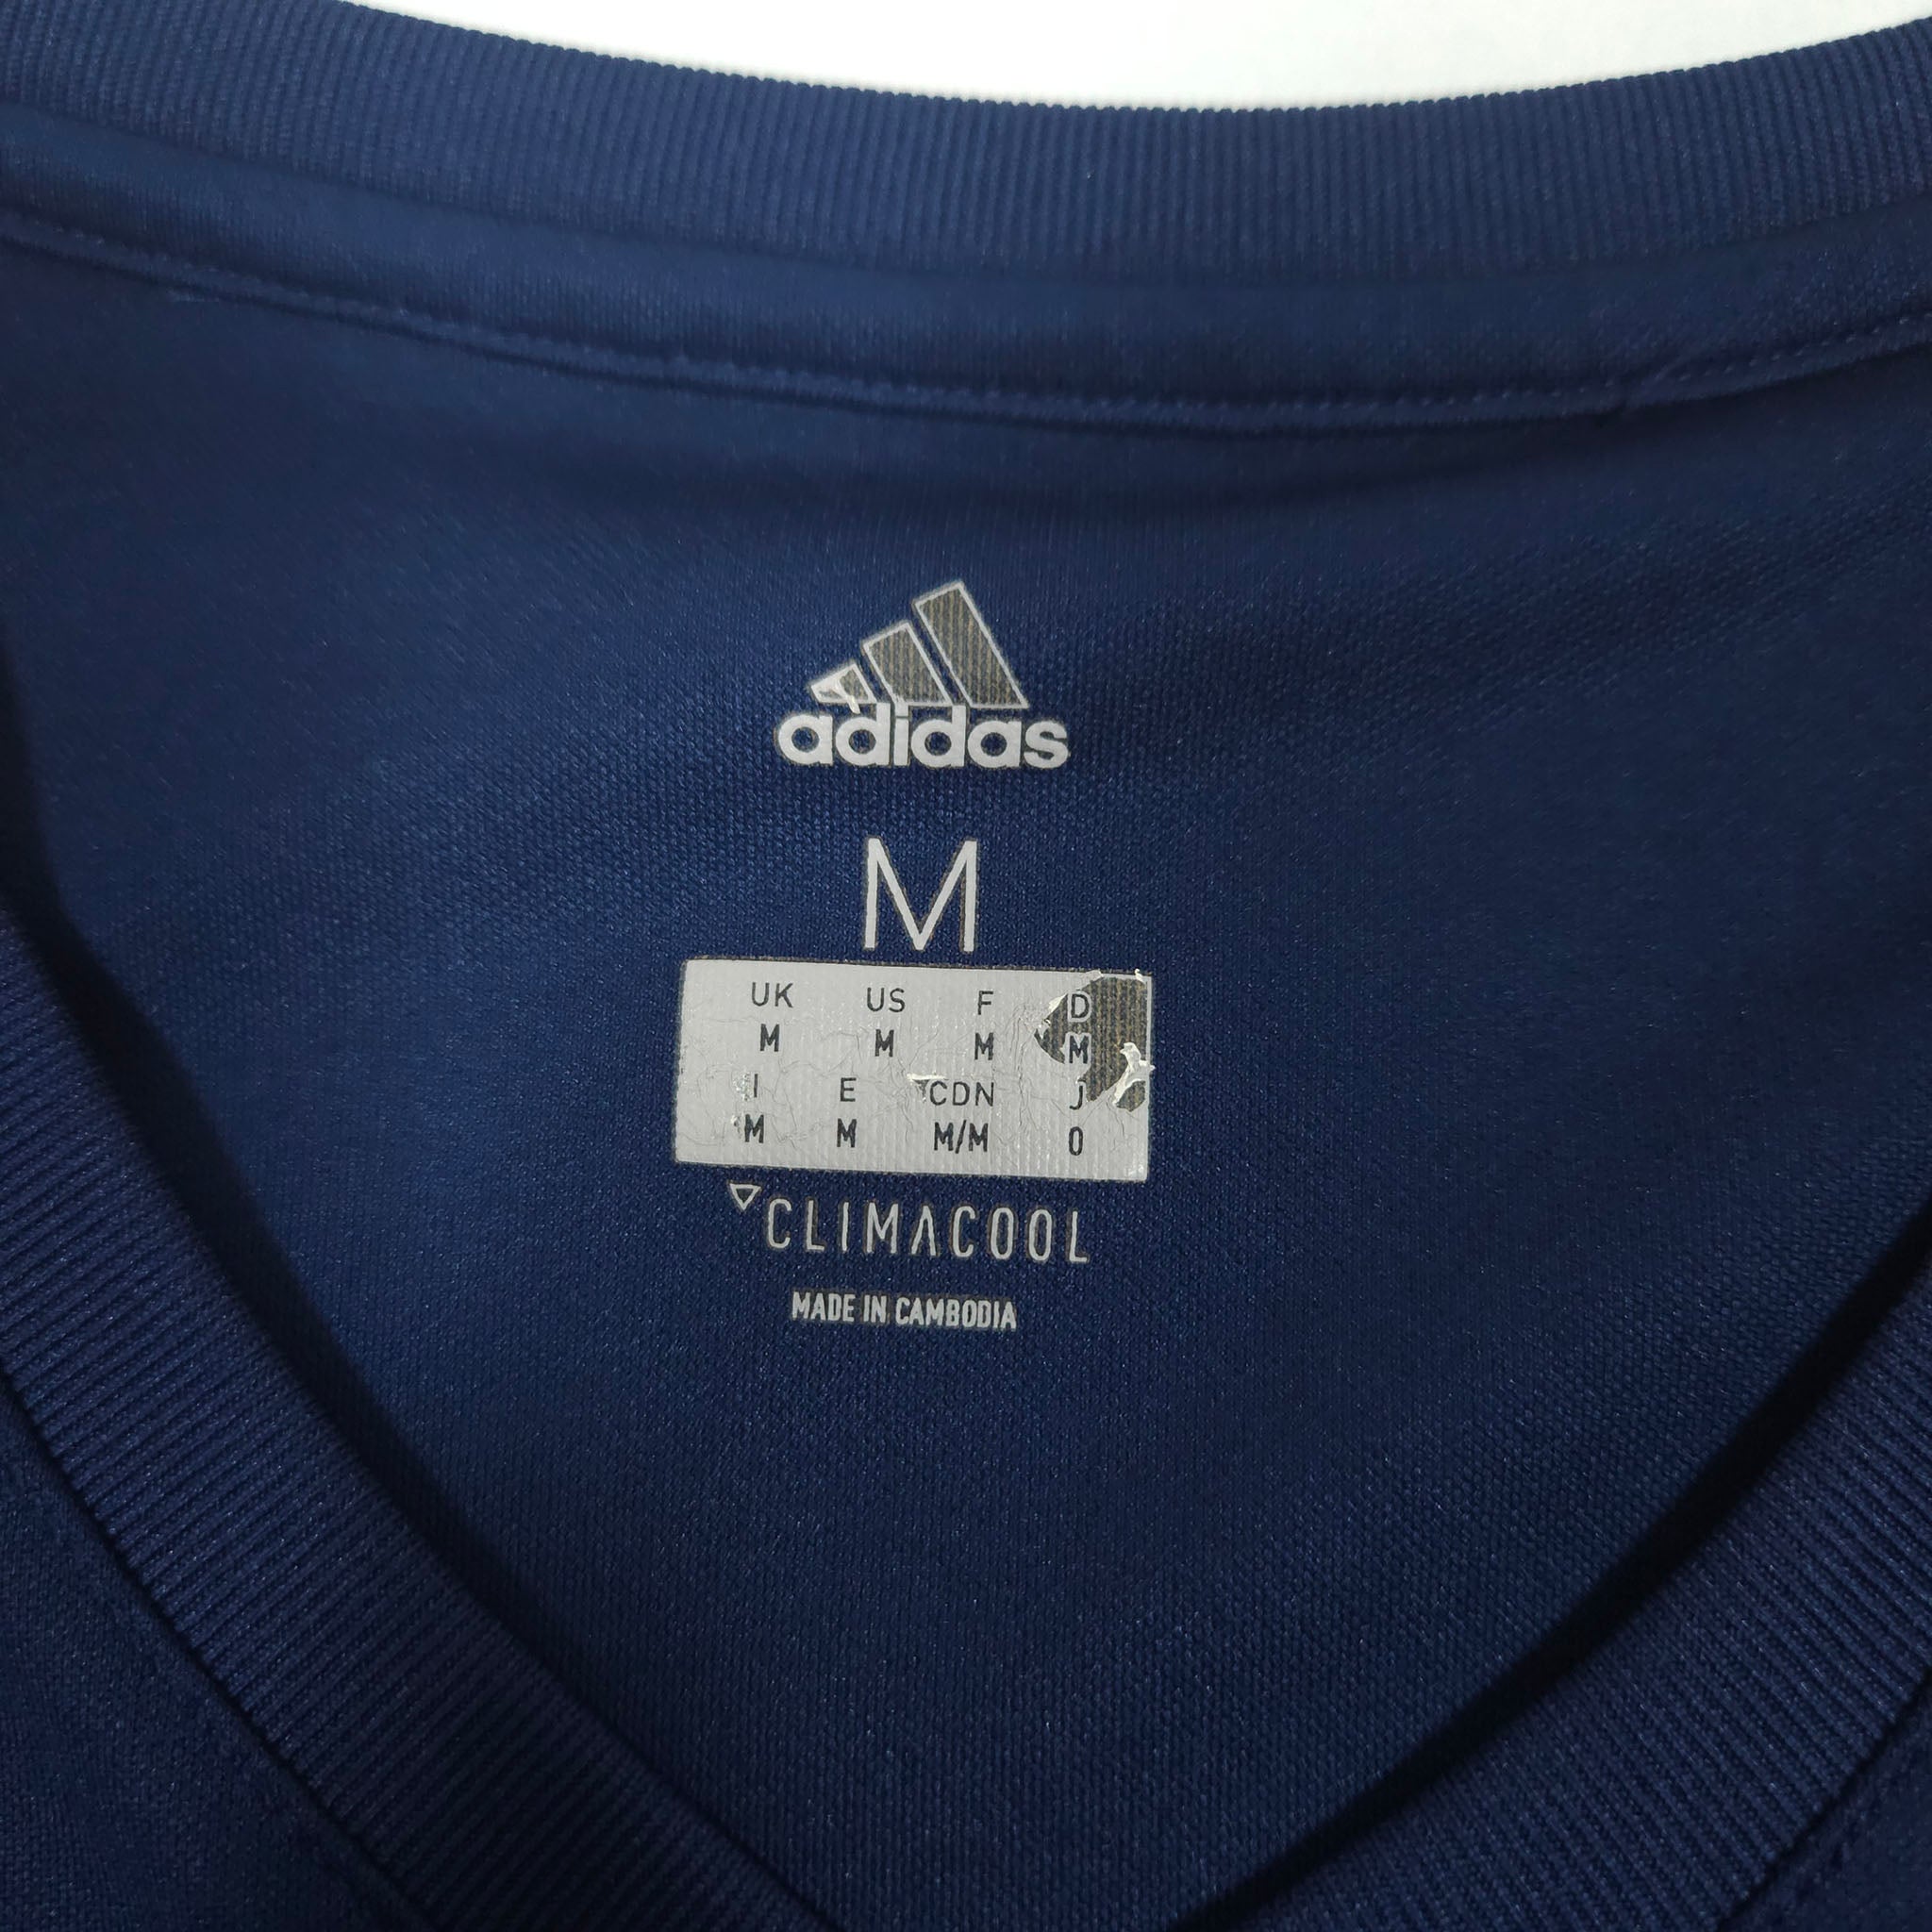 adidas
M
UK US F D
M M M M
I E CDN J
M M M/M O
CLIMACOOL
MADE IN CAMBODIA